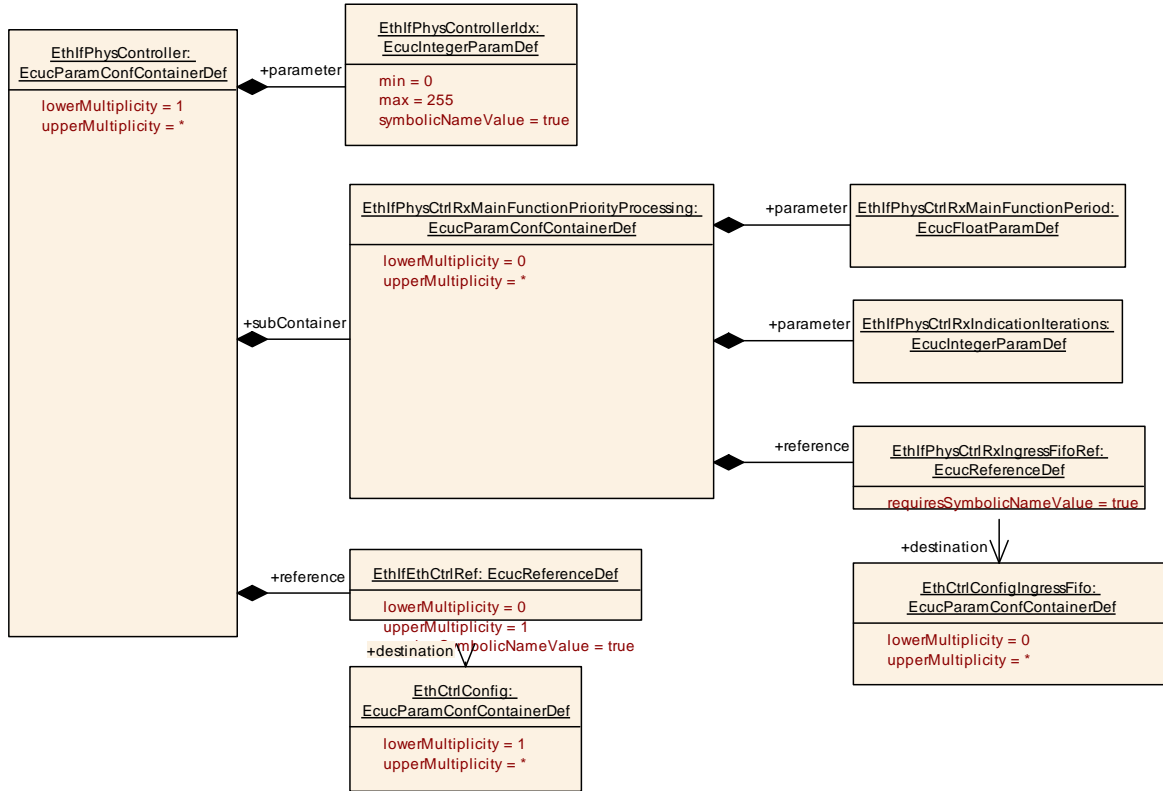 EthIfPhysController:
EcucParamConfContainerDef
lowerMultiplicity = 1
upperMultiplicity = *
+parameter
EthIfPhysControllerIdx:
EcucIntegerParamDef
min = 0
max = 255
symbolicNameValue = true
+subContainer
EthIfPhysCtrlRxMainFunctionPriorityProcessing:
EcucParamConfContainerDef
lowerMultiplicity = 0
upperMultiplicity = *
+parameter
EthIfPhysCtrlRxMainFunctionPeriod:
EcucFloatParamDef
+parameter
EthIfPhysCtrlRxIndicationIterations:
EcucIntegerParamDef
+reference
EthIfPhysCtrlRxIngressFifoRef:
EcucReferenceDef
requiresSymbolicNameValue = true
+destination
EthCtrlConfigIngressFifo:
EcucParamConfContainerDef
lowerMultiplicity = 0
upperMultiplicity = *
+reference
EthIfEthCtrlRef: EcucReferenceDef
lowerMultiplicity = 0
upperMultiplicity = 1
= true
+destination
EthCtrlConfig:
EcucParamConfContainerDef
lowerMultiplicity = 1
upperMultiplicity = *